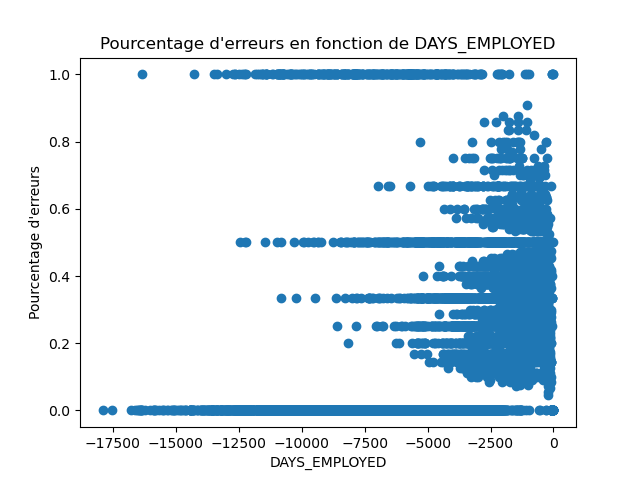 Pourcentage d'erreurs en fonction de DAYS_EMPLOYED
Pourcentage d'erreurs
1.0
0.8
0.6
0.4
0.2
0.0
−17500 −15000 −12500 −10000 −7500 −5000 −2500 0
DAYS_EMPLOYED